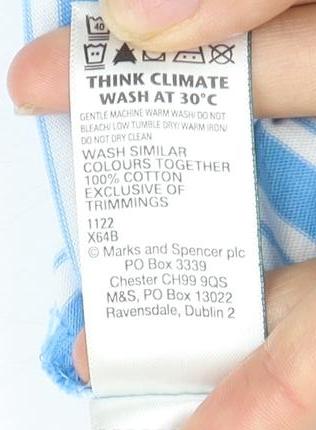 40
THINK CLIMATE
WASH AT 30°C
GENTLE MACHINE WARM WASH/DO NOT
BLEACH/LOW TUMBLE DRY/WARM IRON/
DO NOT DRY CLEAN
WASH SIMILAR
COLOURS TOGETHER
100% COTTON
EXCLUSIVE OF
TRIMMINGS
1122
X64B
© Marks and Spencer plc
PO Box 3339
Chester CH99 9QS
M&S, PO Box 13022
Ravensdale, Dublin 2